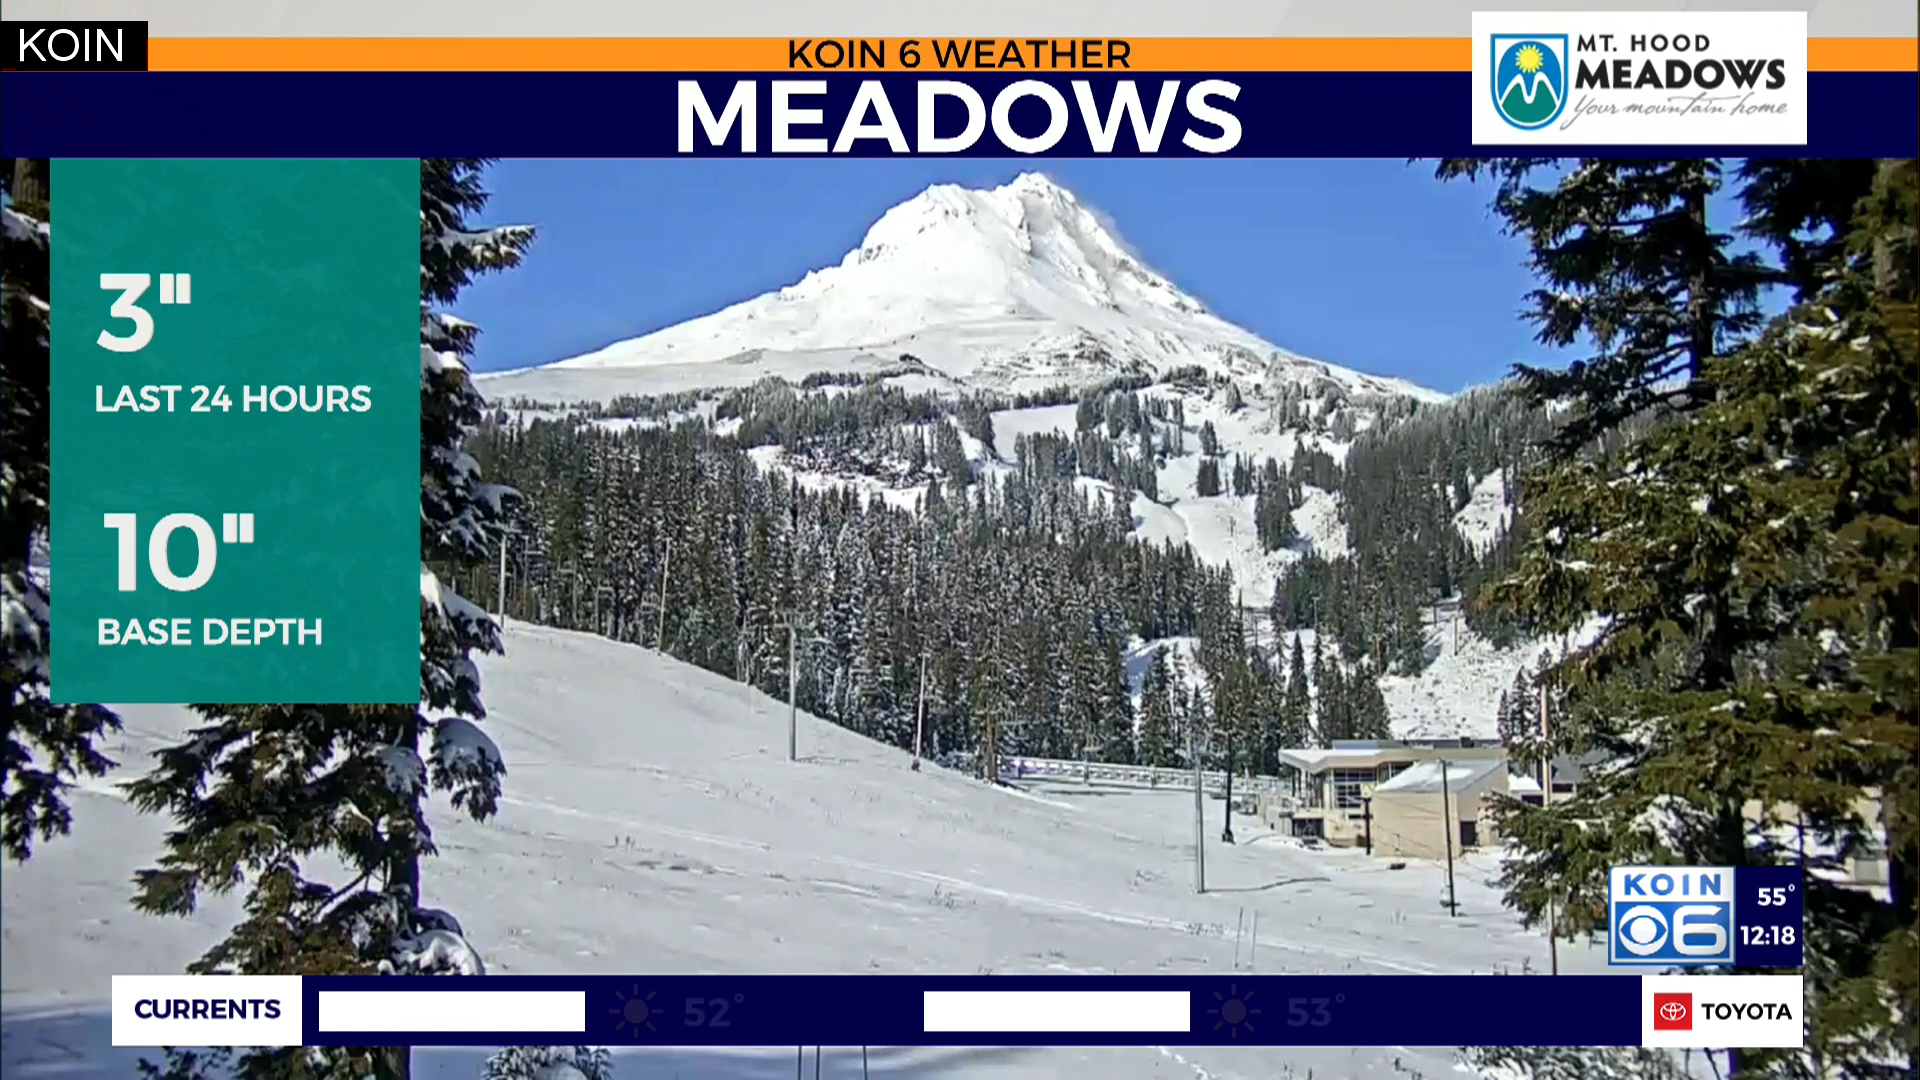 KOIN
KOIN 6 WEATHER
MEADOWS
MT. HOOD
MEADOWS
Your mountain home
3"
LAST 24 HOURS
10"
BASE DEPTH
KOIN
6
55°
12:18
CURRENTS
52°
53°
TOYOTA